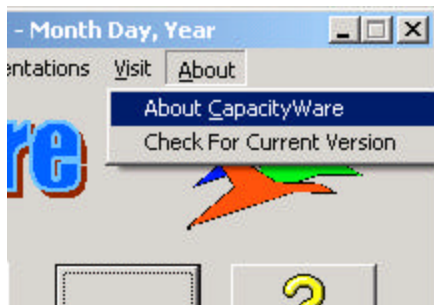 - Month Day, Year
entations Visit About
About CapacityWare
Check For Current Version
re
?